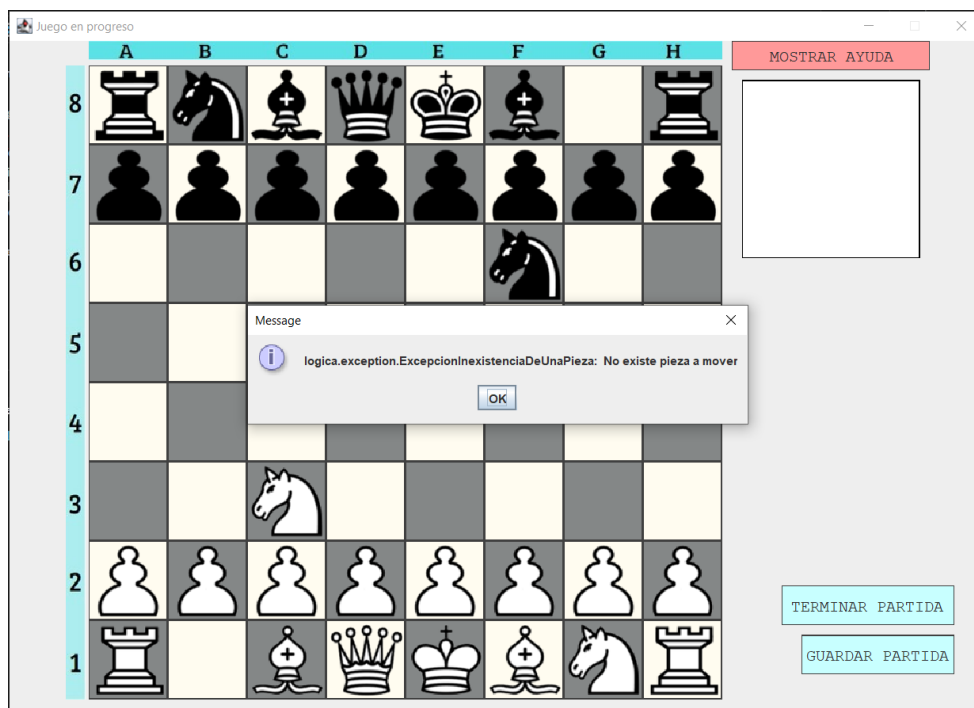 Juego en progreso
A B C D E F G H
MOSTRAR AYUDA
8
7
6
5
4
3
2
1
Message
logica.exception.ExcepcionInexistenciaDeUnaPieza: No existe pieza a mover
OK
TERMINAR PARTIDA
GUARDAR PARTIDA